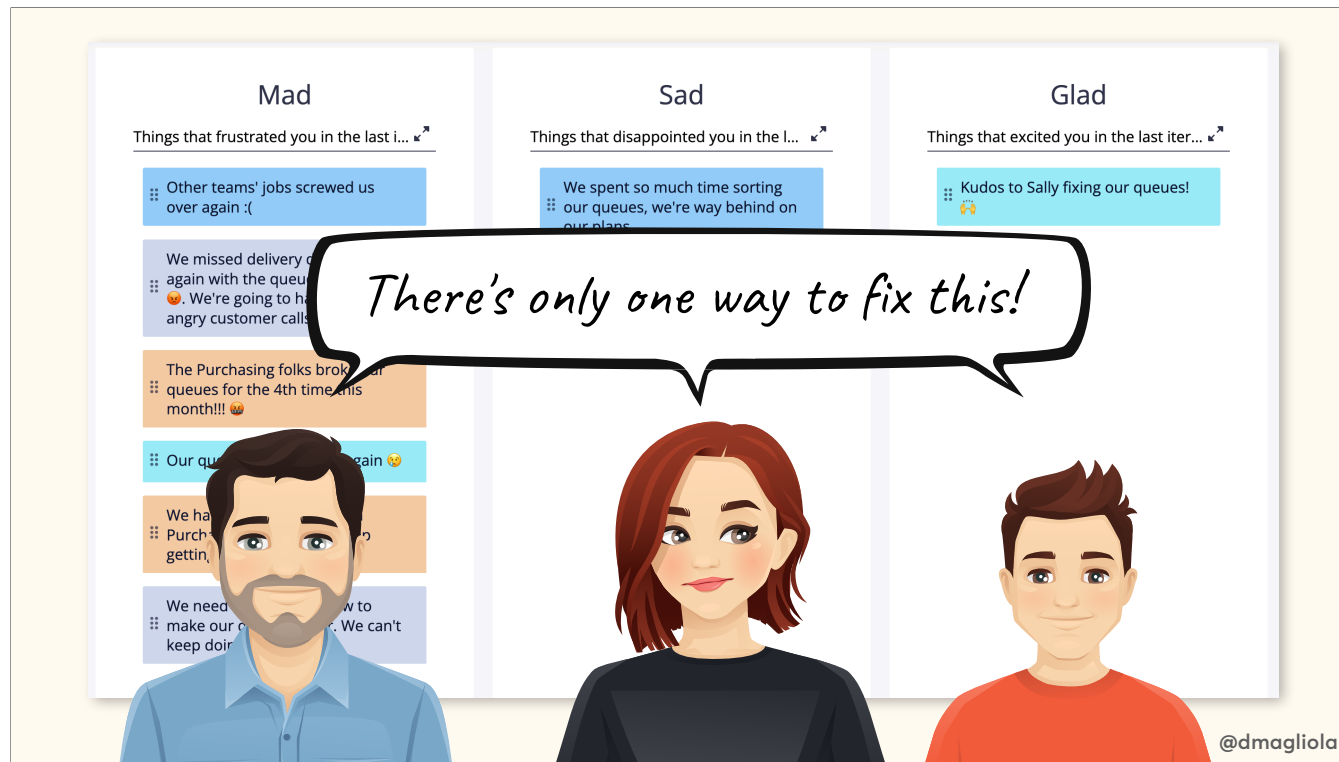 Mad
Things that frustrated you in the last i...
Other teams' jobs screwed us
over again :(
We missed delivery
again with the queu
😡. We're going to ha
angry customer calls
The Purchasing folks brok
queues for the 4th time this
month!!! 🤬
Our qu gain 😢
We ha
Purch
getting
We need w to
make our r. We can't
keep doin
Sad
Things that disappointed you in the l...
We spent so much time sorting
our queues, we're way behind on
our plans
Glad
Things that excited you in the last iter...
Kudos to Sally fixing our queues!
🙌
There's only one way to fix this!
@dmagliola